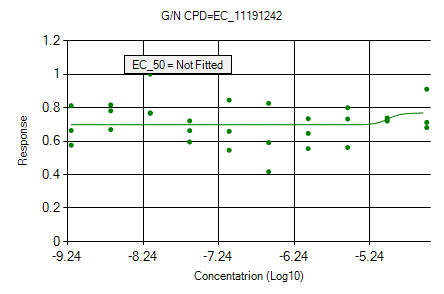 G/N CPD=EC_11191242
1.2
EC_50 = Not Fitted
1
0.8
0.6
0.4
0.2
0
-9.24 -8.24 -7.24 -6.24 -5.24
Response
Concentatrion (Log10)